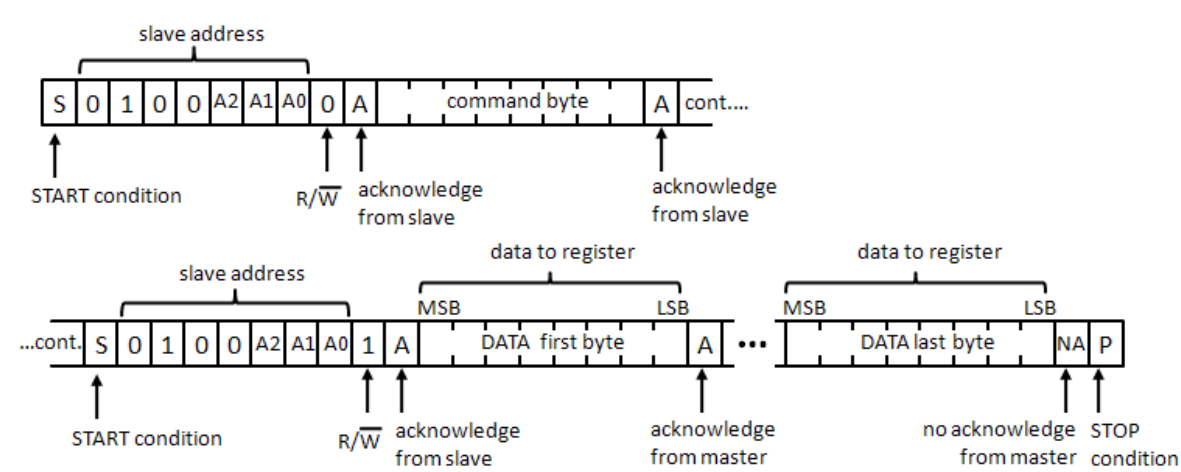 slave address
S 0 1 0 0 A2 A1 A0 0 A command byte A cont....
START condition
R/W̅
acknowledge
from slave
acknowledge
from slave
slave address
data to register
data to register
MSB LSB MSB LSB
...cont. S 0 1 0 0 A2 A1 A0 1 A DATA first byte A ••• DATA last byte NA P
START condition
R/W̅
acknowledge
from slave
acknowledge
from master
no acknowledge
from master
STOP
condition